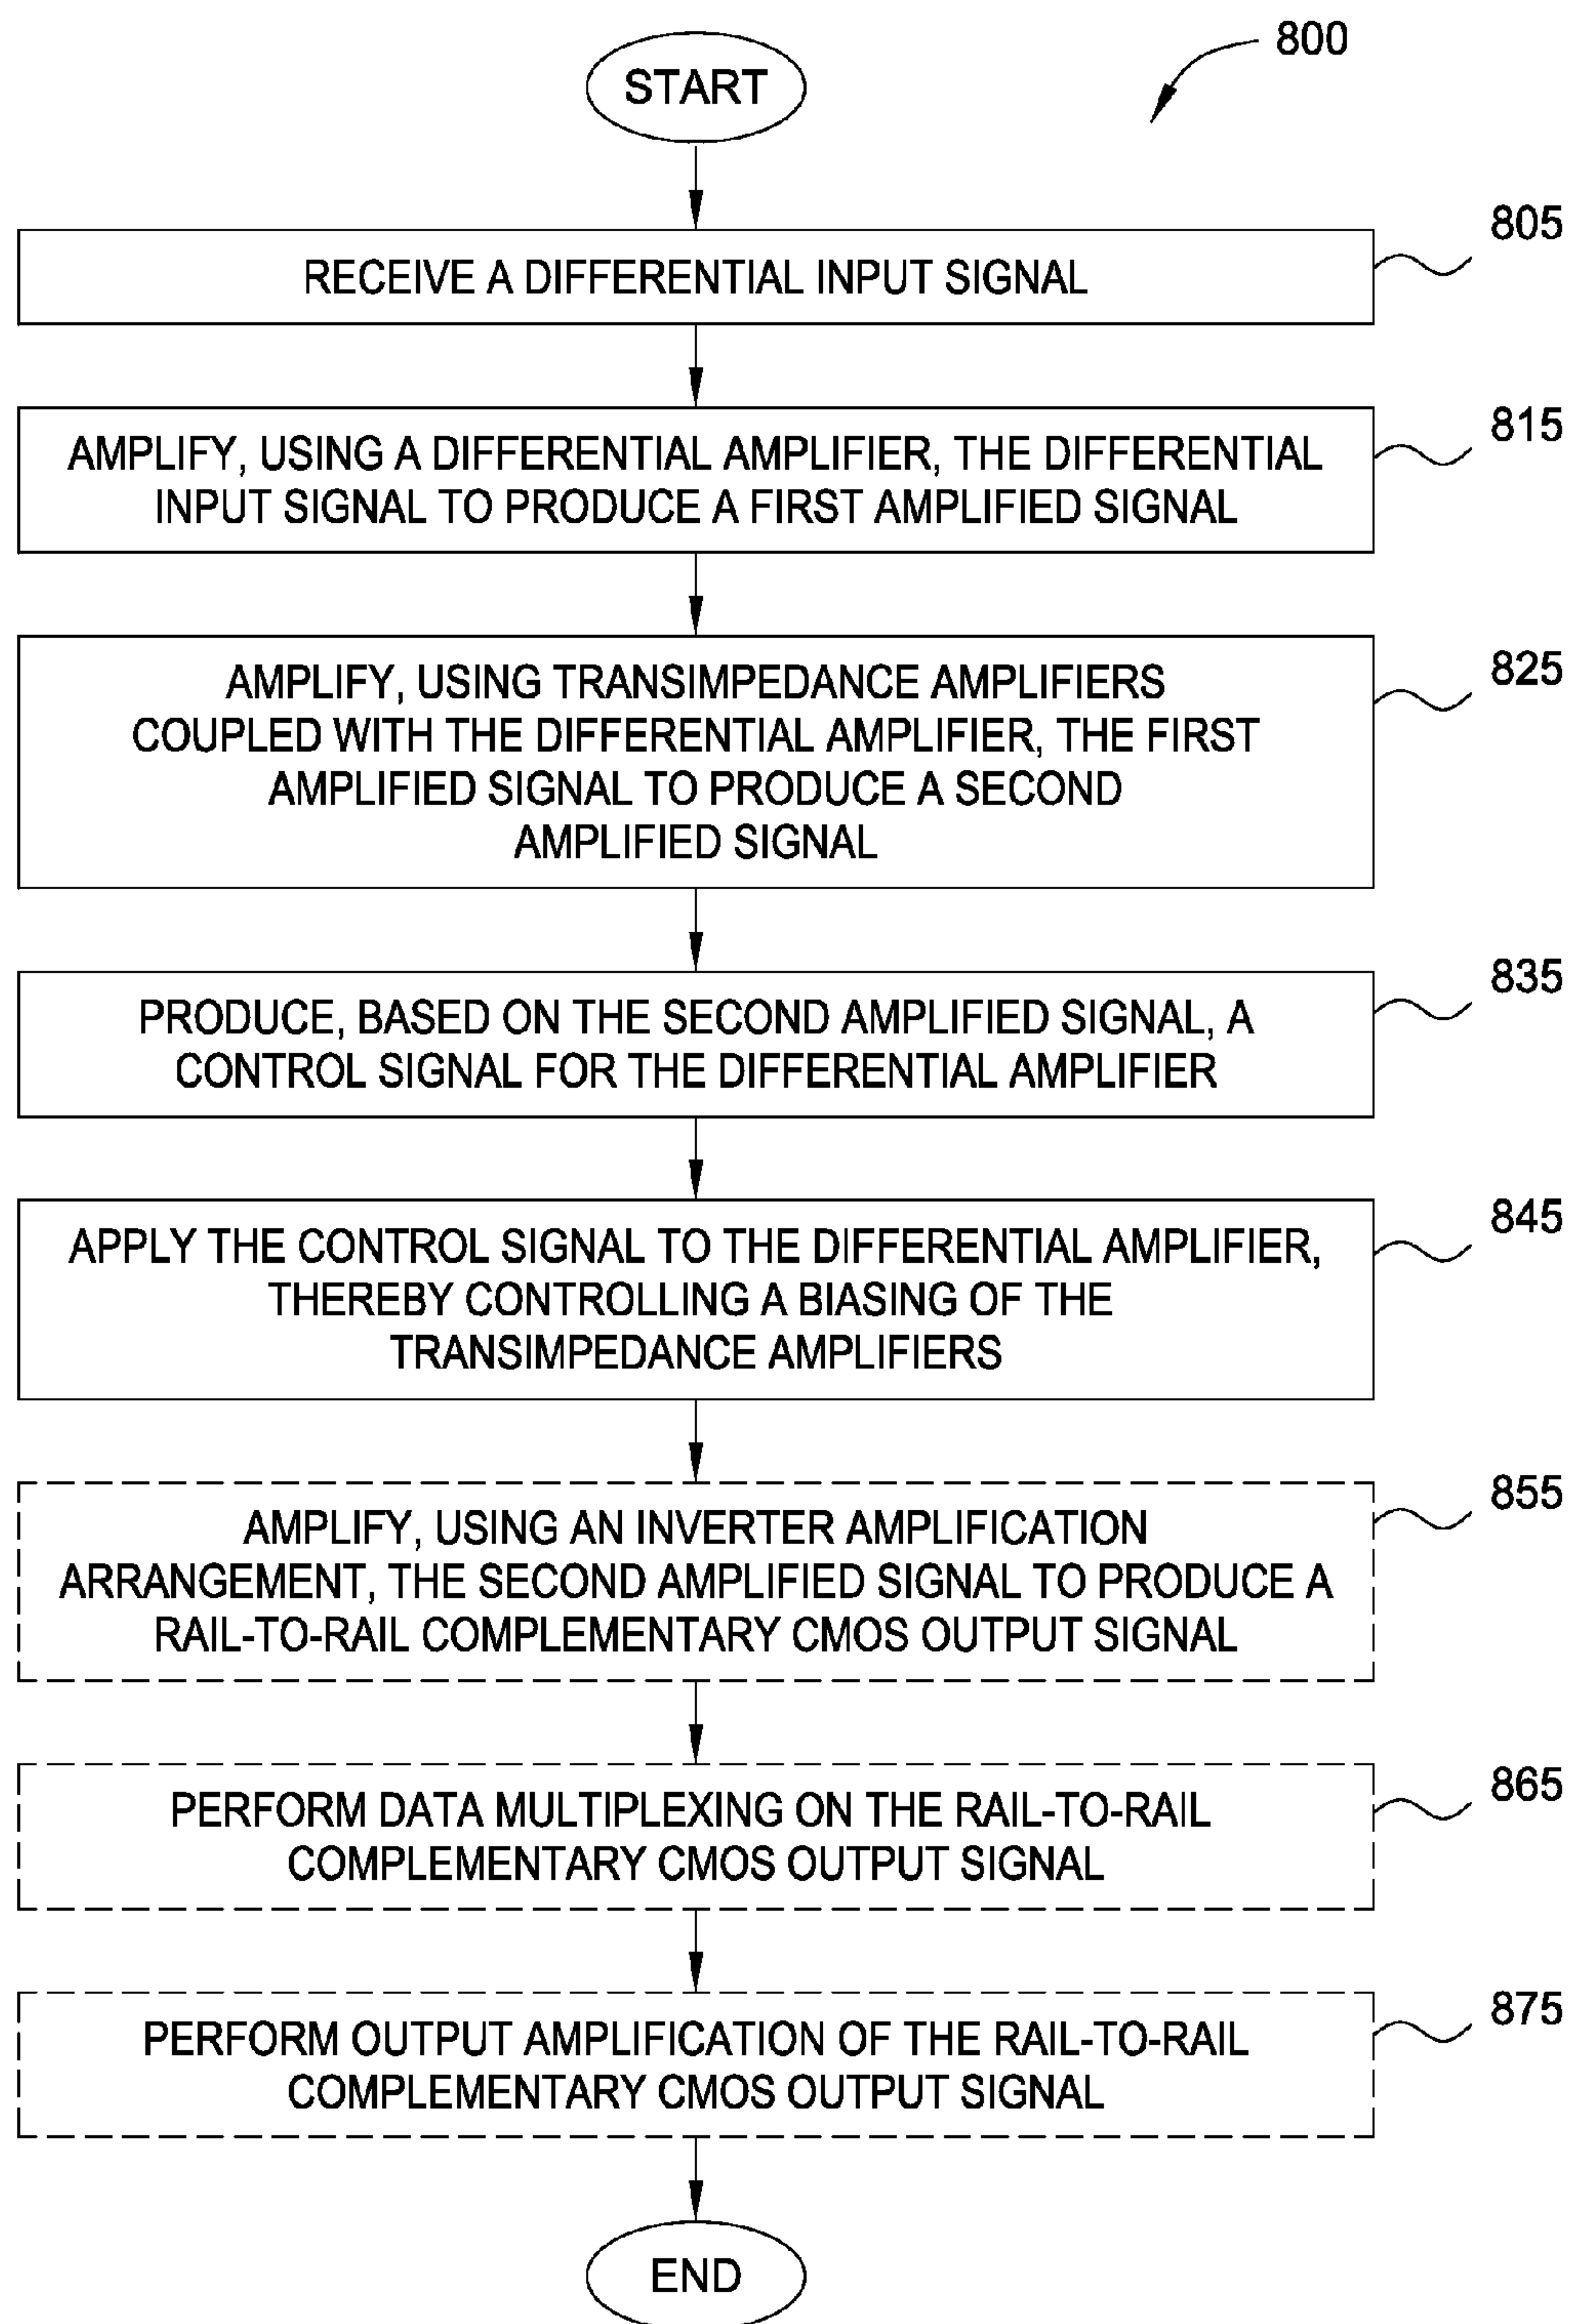 START
800
805
RECEIVE A DIFFERENTIAL INPUT SIGNAL
815
AMPLIFY, USING A DIFFERENTIAL AMPLIFIER, THE DIFFERENTIAL
INPUT SIGNAL TO PRODUCE A FIRST AMPLIFIED SIGNAL
825
AMPLIFY, USING TRANSIMPEDANCE AMPLIFIERS
COUPLED WITH THE DIFFERENTIAL AMPLIFIER, THE FIRST
AMPLIFIED SIGNAL TO PRODUCE A SECOND
AMPLIFIED SIGNAL
835
PRODUCE, BASED ON THE SECOND AMPLIFIED SIGNAL, A
CONTROL SIGNAL FOR THE DIFFERENTIAL AMPLIFIER
845
APPLY THE CONTROL SIGNAL TO THE DIFFERENTIAL AMPLIFIER,
THEREBY CONTROLLING A BIASING OF THE
TRANSIMPEDANCE AMPLIFIERS
855
AMPLIFY, USING AN INVERTER AMPLIFICATION
ARRANGEMENT, THE SECOND AMPLIFIED SIGNAL TO PRODUCE A
RAIL-TO-RAIL COMPLEMENTARY CMOS OUTPUT SIGNAL
865
PERFORM DATA MULTIPLEXING ON THE RAIL-TO-RAIL
COMPLEMENTARY CMOS OUTPUT SIGNAL
875
PERFORM OUTPUT AMPLIFICATION OF THE RAIL-TO-RAIL
COMPLEMENTARY CMOS OUTPUT SIGNAL
END